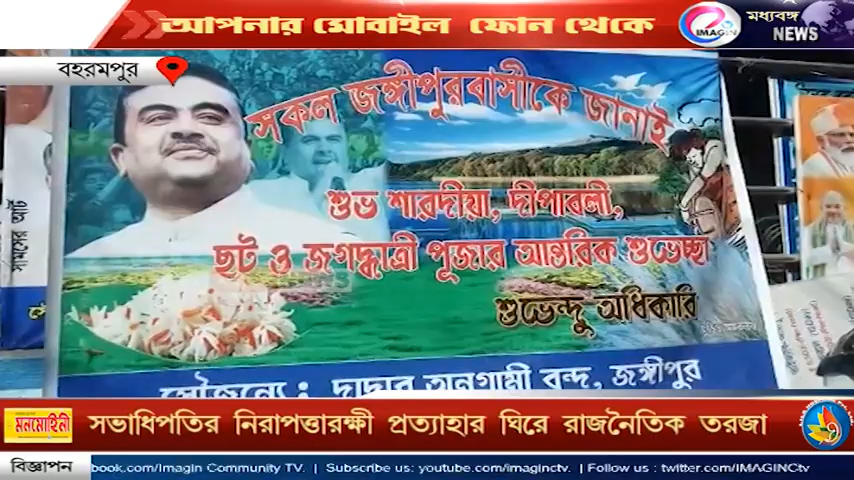 আপনার মোবাইল ফোন থেকে
IMAGIN
মধ্যবঙ্গ
NEWS
বহরমপুর
সকল জঙ্গীপুরবাসীকে জানাই
শুভ শারদীয়া, দীপাবলী,
ছট ও জগদ্ধাত্রী পূজার আন্তরিক শুভেচ্ছা
শুভেন্দু অধিকারি
সৌজন্যে : দাদার অনুগামী বৃন্দ, জঙ্গীপুর
মনমোহিনী
সভাধিপতির নিরাপত্তারক্ষী প্রত্যাহার ঘিরে রাজনৈতিক তরজা
বিজ্ঞাপন
book.com/Imagin Community TV. | Subscribe us: youtube.com/imaginctv. | Follow us : twitter.com/IMAGINCtv